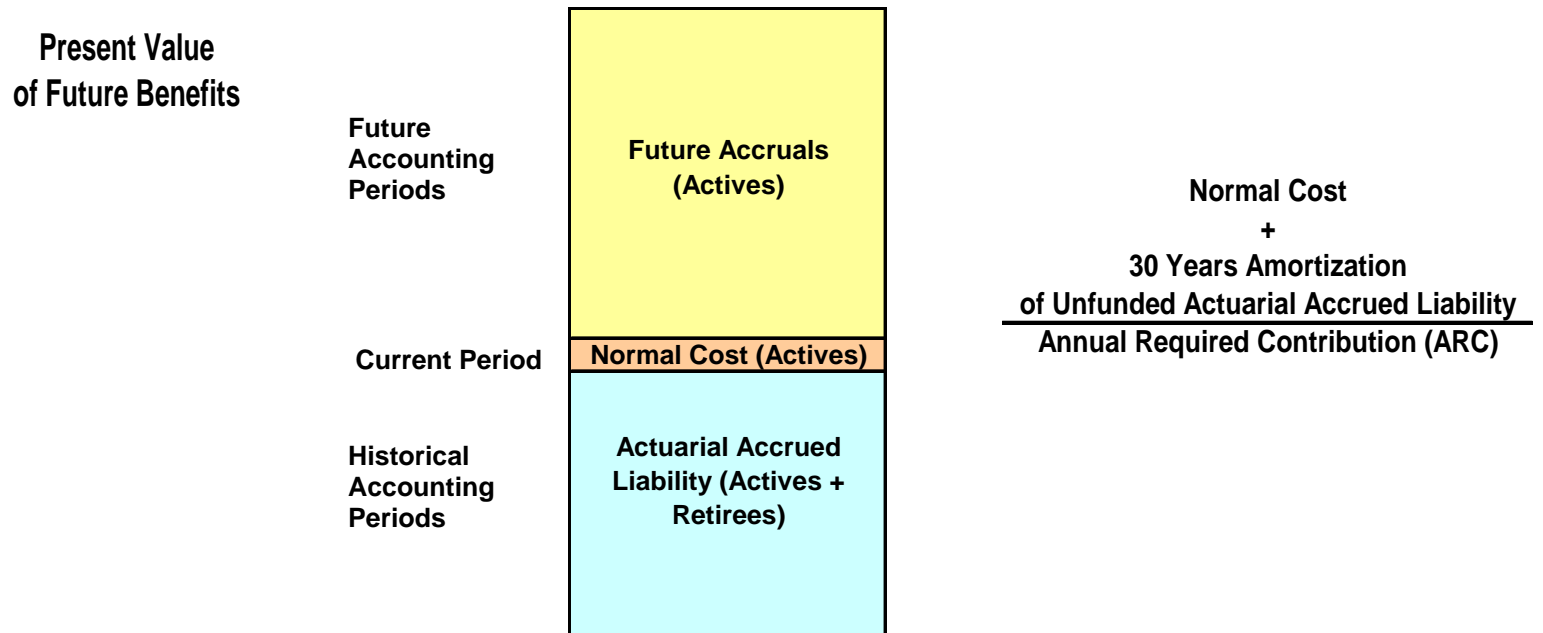 Present Value
of Future Benefits
Future
Accounting
Periods
Future Accruals
(Actives)
Current Period
Normal Cost (Actives)
Historical
Accounting
Periods
Actuarial Accrued
Liability (Actives +
Retirees)
Normal Cost
+
30 Years Amortization
of Unfunded Actuarial Accrued Liability
Annual Required Contribution (ARC)